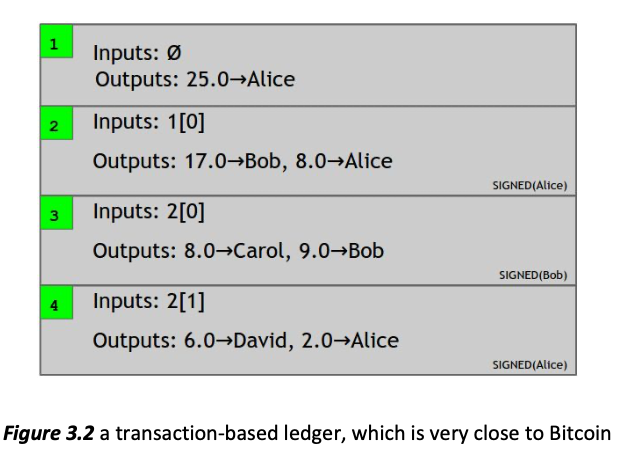 1
Inputs: Ø
Outputs: 25.0→Alice
2
Inputs: 1[0]
Outputs: 17.0→Bob, 8.0→Alice
SIGNED(Alice)
3
Inputs: 2[0]
Outputs: 8.0→Carol, 9.0→Bob
SIGNED(Bob)
4
Inputs: 2[1]
Outputs: 6.0→David, 2.0→Alice
SIGNED(Alice)
Figure 3.2 a transaction-based ledger, which is very close to Bitcoin